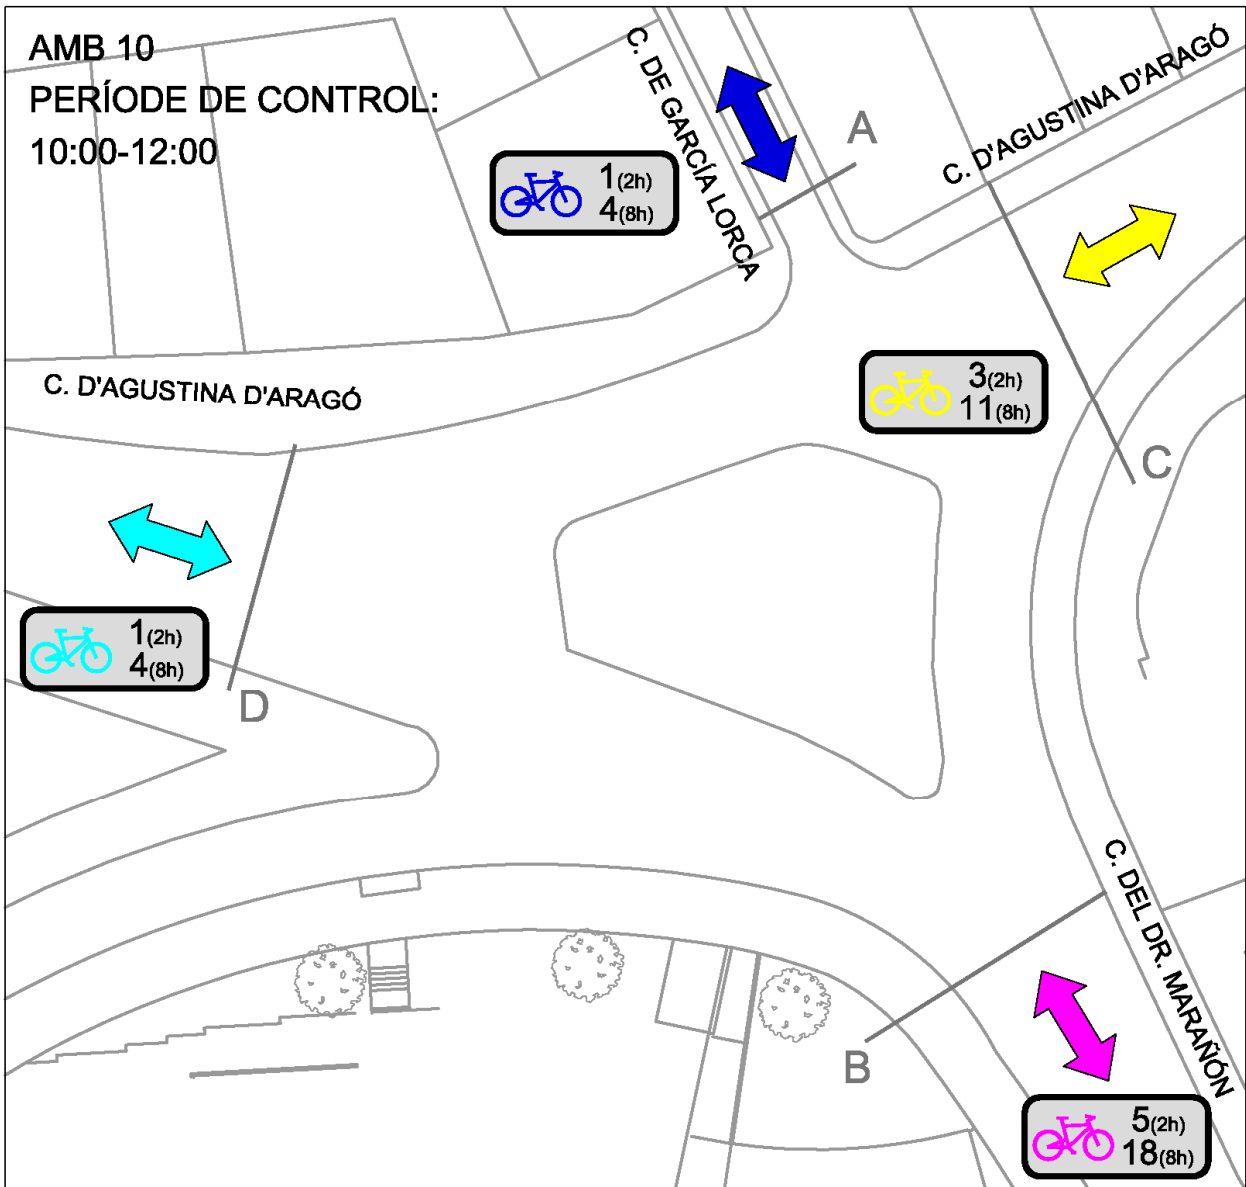 AMB 10
PERÍODE DE CONTROL:
10:00-12:00
C. DE GARCÍA LORCA
A
C. D'AGUSTINA D'ARAGÓ
1(2h)
4(8h)
3(2h)
11(8h)
C. D'AGUSTINA D'ARAGÓ
C
1(2h)
4(8h)
D
C. DEL DR. MARAÑÓN
B
5(2h)
18(8h)